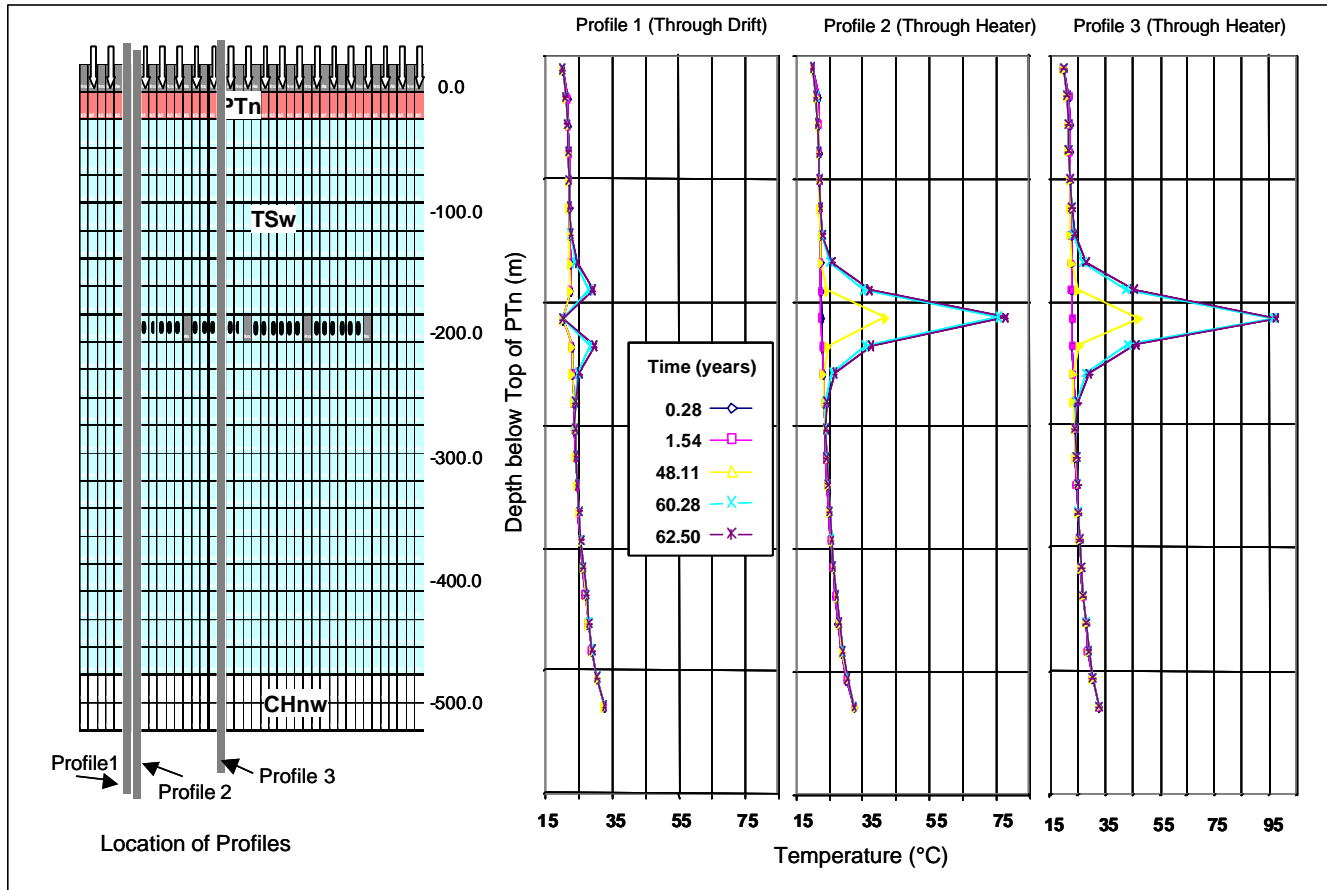 Profile 1 (Through Drift)
Profile 2 (Through Heater)
Profile 3 (Through Heater)
0.0
-100.0
-200.0
-300.0
-400.0
-500.0
PTn
TSw
CHnw
Profile1
Profile 2
Profile 3
Location of Profiles
Depth below Top of PTn (m)
Time (years)
0.28
1.54
48.11
60.28
62.50
15 35 55 75
15 35 55 75
15 35 55 75 95
Temperature (°C)